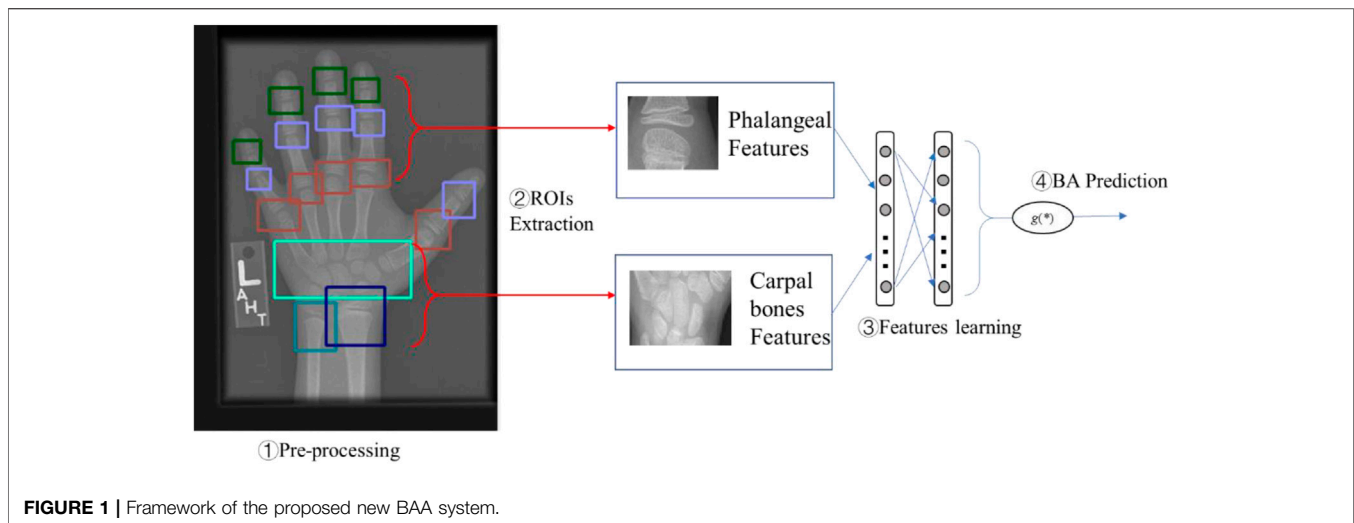 L
A
H
T
①Pre-processing
②ROIs
Extraction
Phalangeal
Features
Carpal
bones
Features
③Features learning
④BA Prediction
g(*)
FIGURE 1 | Framework of the proposed new BAA system.